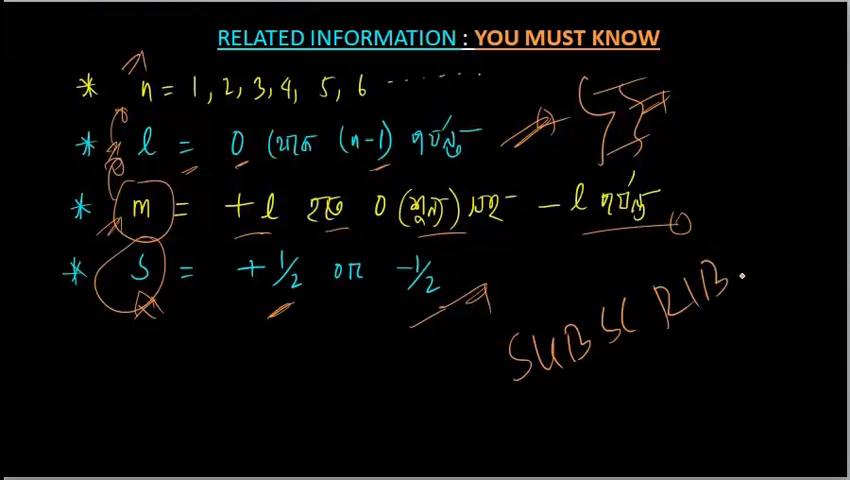 RELATED INFORMATION : YOU MUST KNOW
* n = 1, 2, 3, 4, 5, 6 .......
* l = 0 থেকে (n-1) পর্যন্ত
* m = +l হতে 0 (শূন্য) সহ -l পর্যন্ত
* S = +1/2 or -1/2
SUBSCRIB